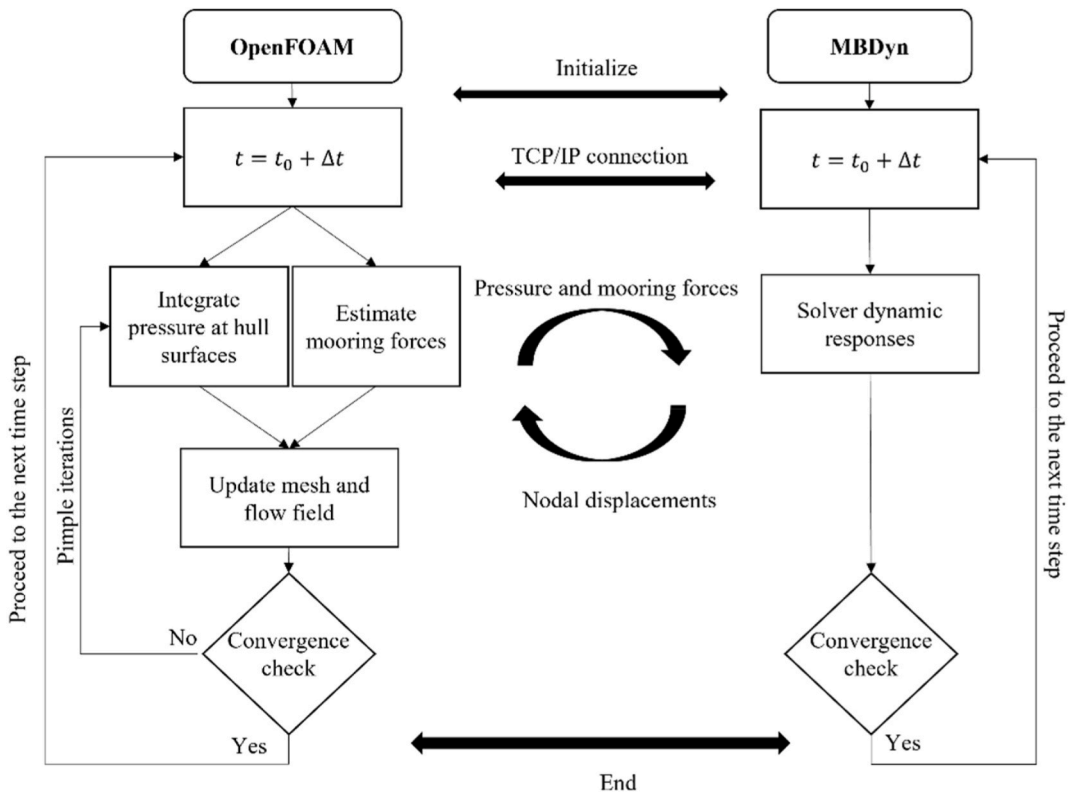 OpenFOAM
MBDyn
Initialize
t = t₀ + Δt
TCP/IP connection
t = t₀ + Δt
Integrate
pressure at hull
surfaces
Estimate
mooring forces
Pressure and mooring forces
Solver dynamic
responses
Proceed to the next time step
Pimple iterations
Proceed to the next time step
Nodal displacements
Update mesh and
flow field
No
Convergence
check
Convergence
check
Yes
Yes
End